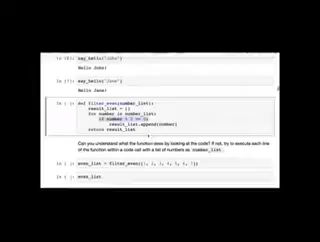 In [6]: say_hello("John")
Hello John!
In [7]: say_hello("Jane")
Hello Jane!
In [ ]: def filter_even(number_list):
result_list = []
for number in number_list:
if number % 2 == 0:
result_list.append(number)
return result_list
Can you understand what the function does by looking at the code? If not, try to execute each line
of the function within a code cell with a list of numbers as number_list.
In [ ]: even_list = filter_even([1, 2, 3, 4, 5, 6, 7])
In [ ]: even_list